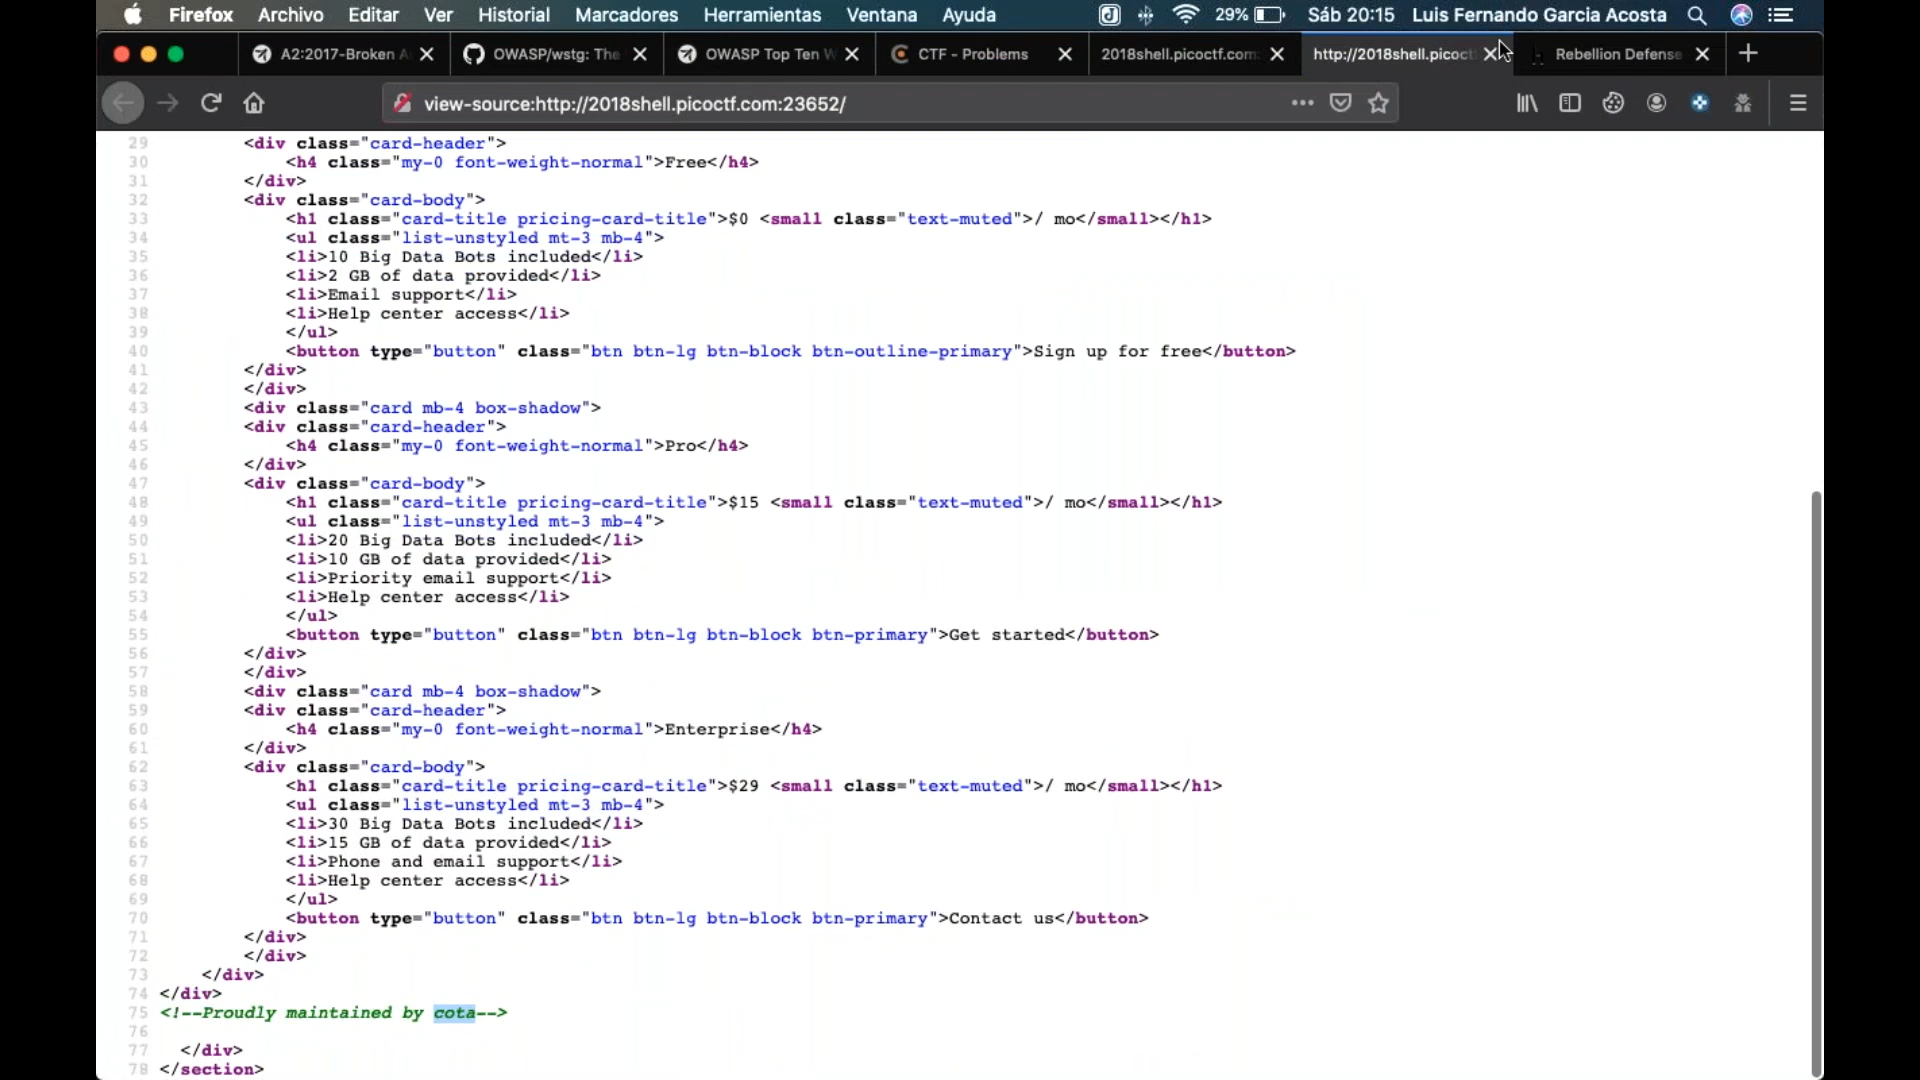 Firefox Archivo Editar Ver Historial Marcadores Herramientas Ventana Ayuda 29% Sáb 20:15 Luis Fernando Garcia Acosta
A2:2017-Broken A OWASP/wstg: The OWASP Top Ten W CTF - Problems 2018shell.picoctf.com: http://2018shell.picoct Rebellion Defense
view-source:http://2018shell.picoctf.com:23652/
29 <div class="card-header">
30 <h4 class="my-0 font-weight-normal">Free</h4>
31 </div>
32 <div class="card-body">
33 <h1 class="card-title pricing-card-title">$0 <small class="text-muted">/ mo</small></h1>
34 <ul class="list-unstyled mt-3 mb-4">
35 <li>10 Big Data Bots included</li>
36 <li>2 GB of data provided</li>
37 <li>Email support</li>
38 <li>Help center access</li>
39 </ul>
40 <button type="button" class="btn btn-lg btn-block btn-outline-primary">Sign up for free</button>
41 </div>
42 </div>
43 <div class="card mb-4 box-shadow">
44 <div class="card-header">
45 <h4 class="my-0 font-weight-normal">Pro</h4>
46 </div>
47 <div class="card-body">
48 <h1 class="card-title pricing-card-title">$15 <small class="text-muted">/ mo</small></h1>
49 <ul class="list-unstyled mt-3 mb-4">
50 <li>20 Big Data Bots included</li>
51 <li>10 GB of data provided</li>
52 <li>Priority email support</li>
53 <li>Help center access</li>
54 </ul>
55 <button type="button" class="btn btn-lg btn-block btn-primary">Get started</button>
56 </div>
57 </div>
58 <div class="card mb-4 box-shadow">
59 <div class="card-header">
60 <h4 class="my-0 font-weight-normal">Enterprise</h4>
61 </div>
62 <div class="card-body">
63 <h1 class="card-title pricing-card-title">$29 <small class="text-muted">/ mo</small></h1>
64 <ul class="list-unstyled mt-3 mb-4">
65 <li>30 Big Data Bots included</li>
66 <li>15 GB of data provided</li>
67 <li>Phone and email support</li>
68 <li>Help center access</li>
69 </ul>
70 <button type="button" class="btn btn-lg btn-block btn-primary">Contact us</button>
71 </div>
72 </div>
73 </div>
74 </div>
75 <!--Proudly maintained by cota-->
76
77 </div>
78 </section>